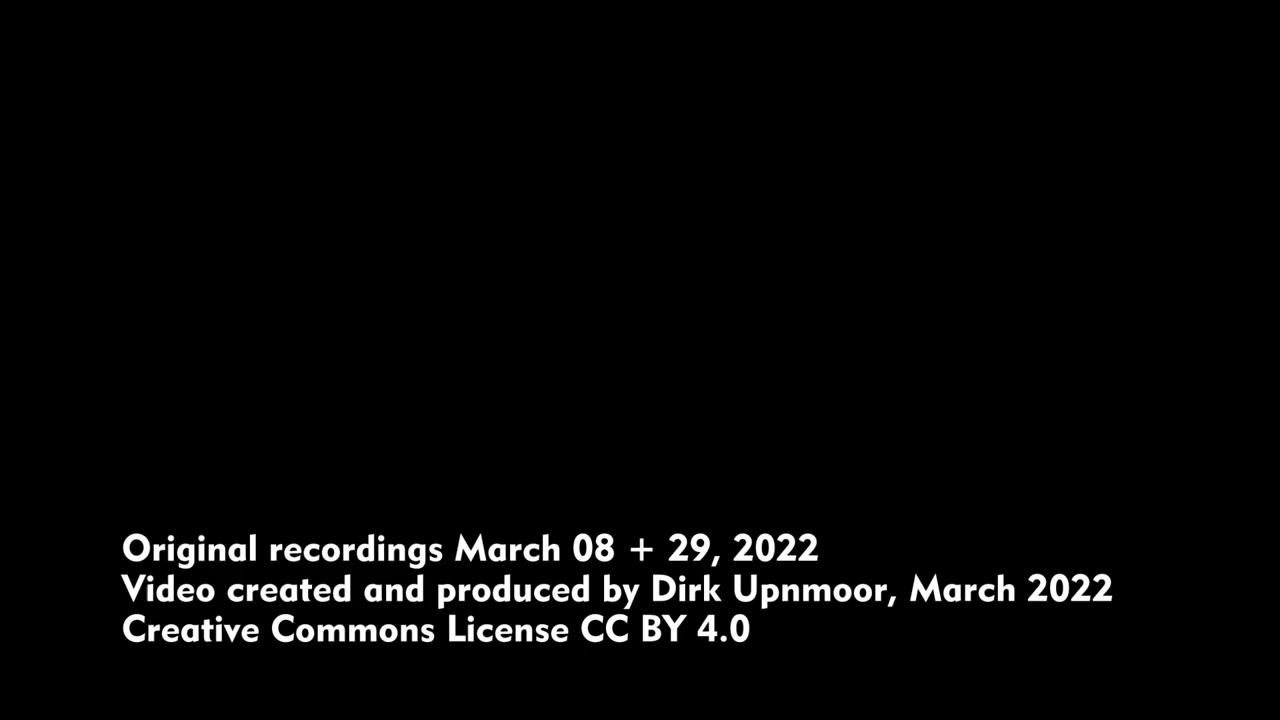 Original recordings March 08 + 29, 2022
Video created and produced by Dirk Upnmoor, March 2022
Creative Commons License CC BY 4.0